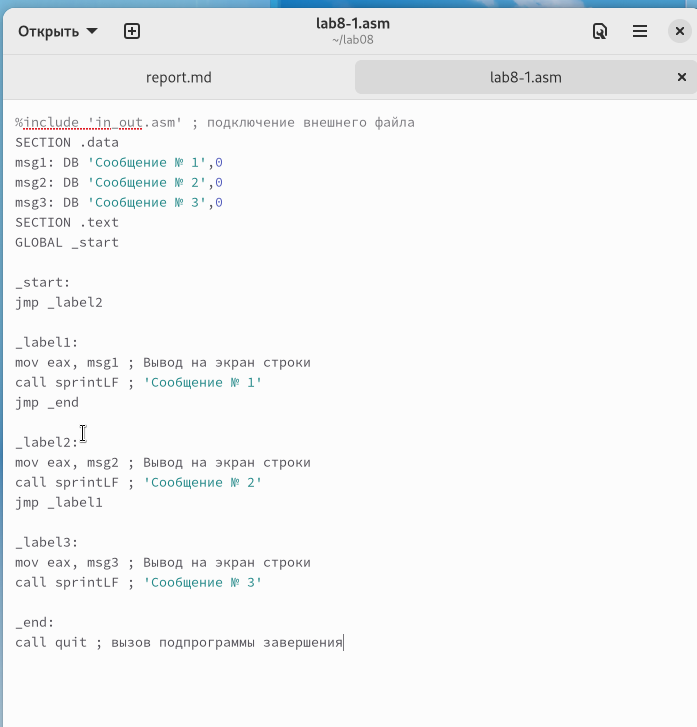 Открыть
lab8-1.asm
~/lab08
report.md
lab8-1.asm
%include 'in_out.asm' ; подключение внешнего файла
SECTION .data
msg1: DB 'Сообщение № 1',0
msg2: DB 'Сообщение № 2',0
msg3: DB 'Сообщение № 3',0
SECTION .text
GLOBAL _start
_start:
jmp _label2
_label1:
mov eax, msg1 ; Вывод на экран строки
call sprintLF ; 'Сообщение № 1'
jmp _end
_label2:
mov eax, msg2 ; Вывод на экран строки
call sprintLF ; 'Сообщение № 2'
jmp _label1
_label3:
mov eax, msg3 ; Вывод на экран строки
call sprintLF ; 'Сообщение № 3'
_end:
call quit ; вызов подпрограммы завершения